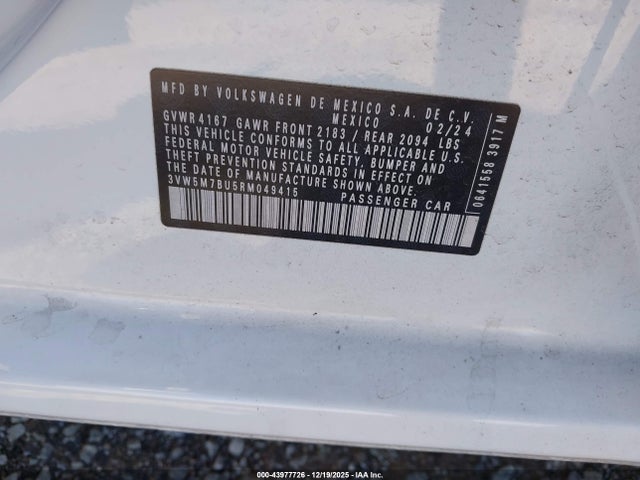 MFD BY VOLKSWAGEN DE MEXICO S.A. DE C.V.
MEXICO 02/24
GVWR 4167 GAWR FRONT 2183 / REAR 2094 LBS
THIS VEHICLE CONFORMS TO ALL APPLICABLE U.S.
FEDERAL MOTOR VEHICLE SAFETY, BUMPER AND
THEFT PREVENTION STANDARDS IN EFFECT ON
THE DATE OF MANUFACTURE SHOWN ABOVE.
3VW5M7BU5RM049415 PASSENGER CAR
0641558 3917 M
000-43977726 - 12/19/2025 - IAA Inc.